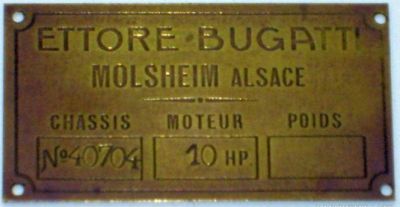 ETTORE · BUGATTI
MOLSHEIM ALSACE
CHASSIS MOTEUR POIDS
No40704 10 HP.